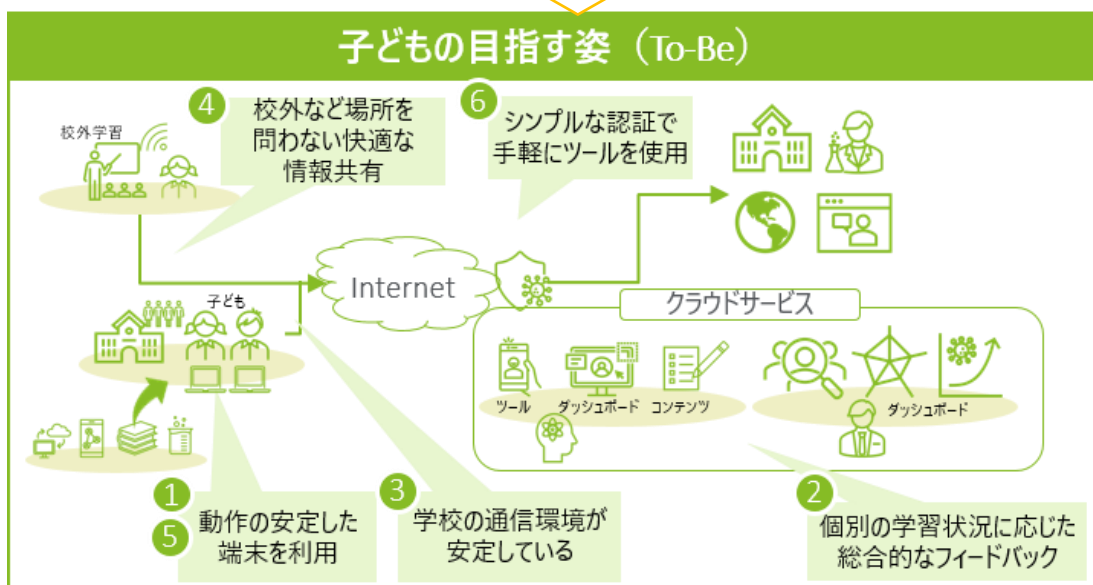 子どもの目指す姿（To-Be）
4
校外など場所を
問わない快適な
情報共有
6
シンプルな認証で
手軽にツールを使用
校外学習
Internet
子ども
クラウドサービス
ツール
ダッシュボード
コンテンツ
ダッシュボード
1
5
動作の安定した
端末を利用
3
学校の通信環境が
安定している
2
個別の学習状況に応じた
総合的なフィードバック